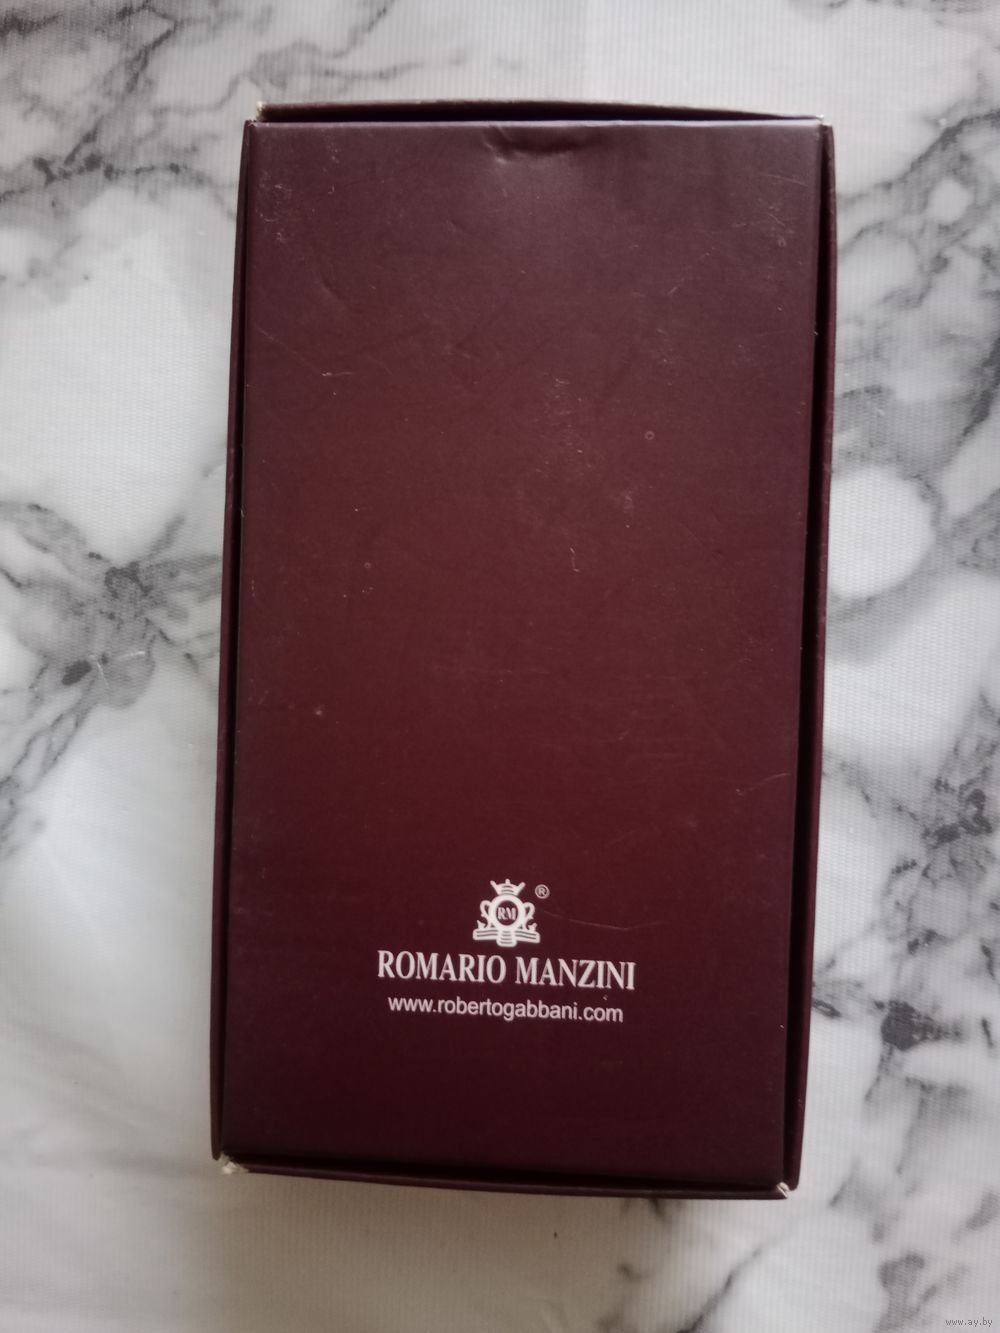 ®
RM
ROMARIO MANZINI
www.robertogabbani.com
www.ay.by